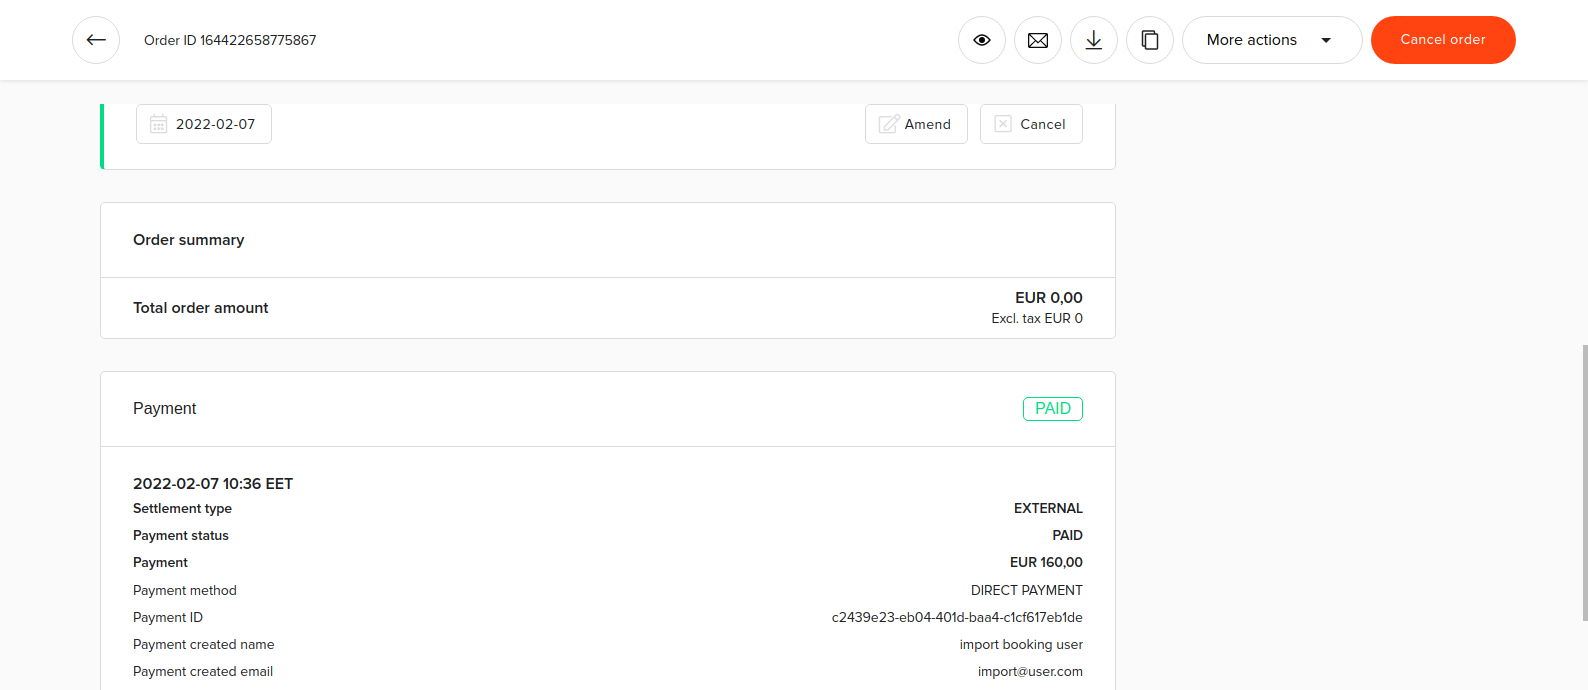 Order ID 164422658775867
More actions
Cancel order
2022-02-07
Amend
Cancel
Order summary
Total order amount
EUR 0,00
Excl. tax EUR 0
Payment
PAID
2022-02-07 10:36 EET
Settlement type EXTERNAL
Payment status PAID
Payment EUR 160,00
Payment method DIRECT PAYMENT
Payment ID c2439e23-eb04-401d-baa4-c1cf617eb1de
Payment created name import booking user
Payment created email import@user.com